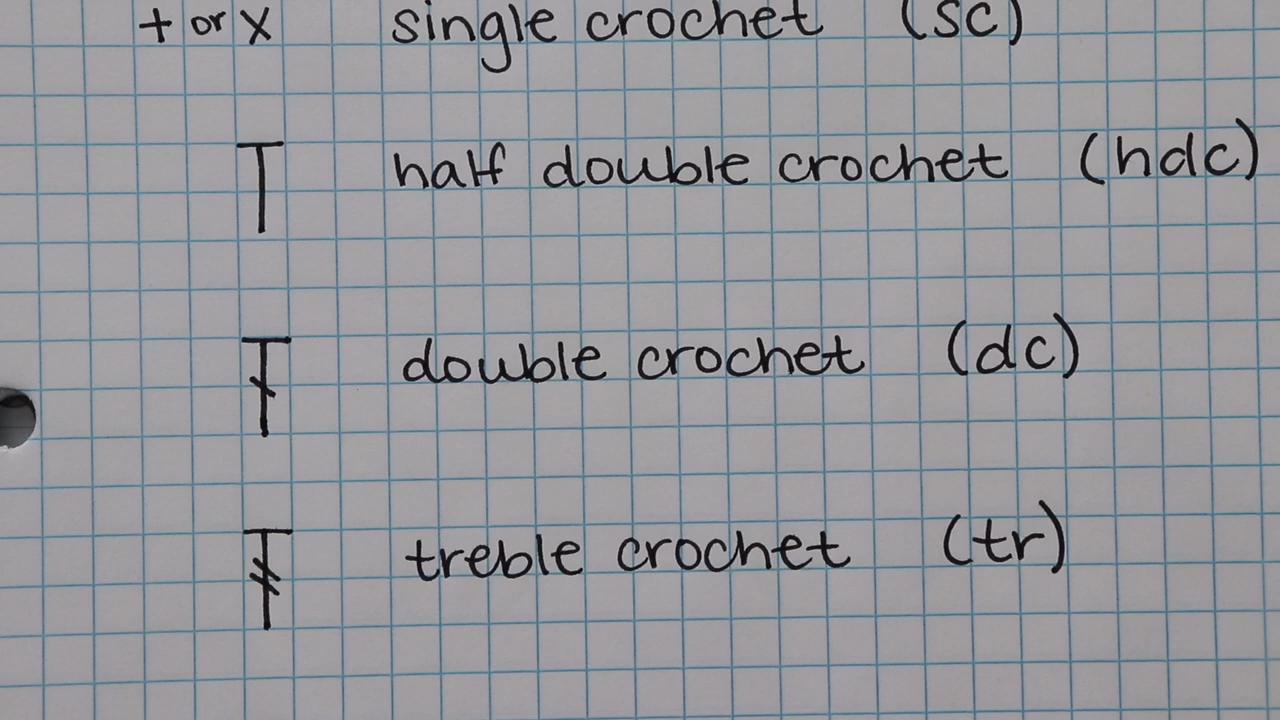 + or x single crochet (sc)
T half double crochet (hdc)
double crochet (dc)
treble crochet (tr)